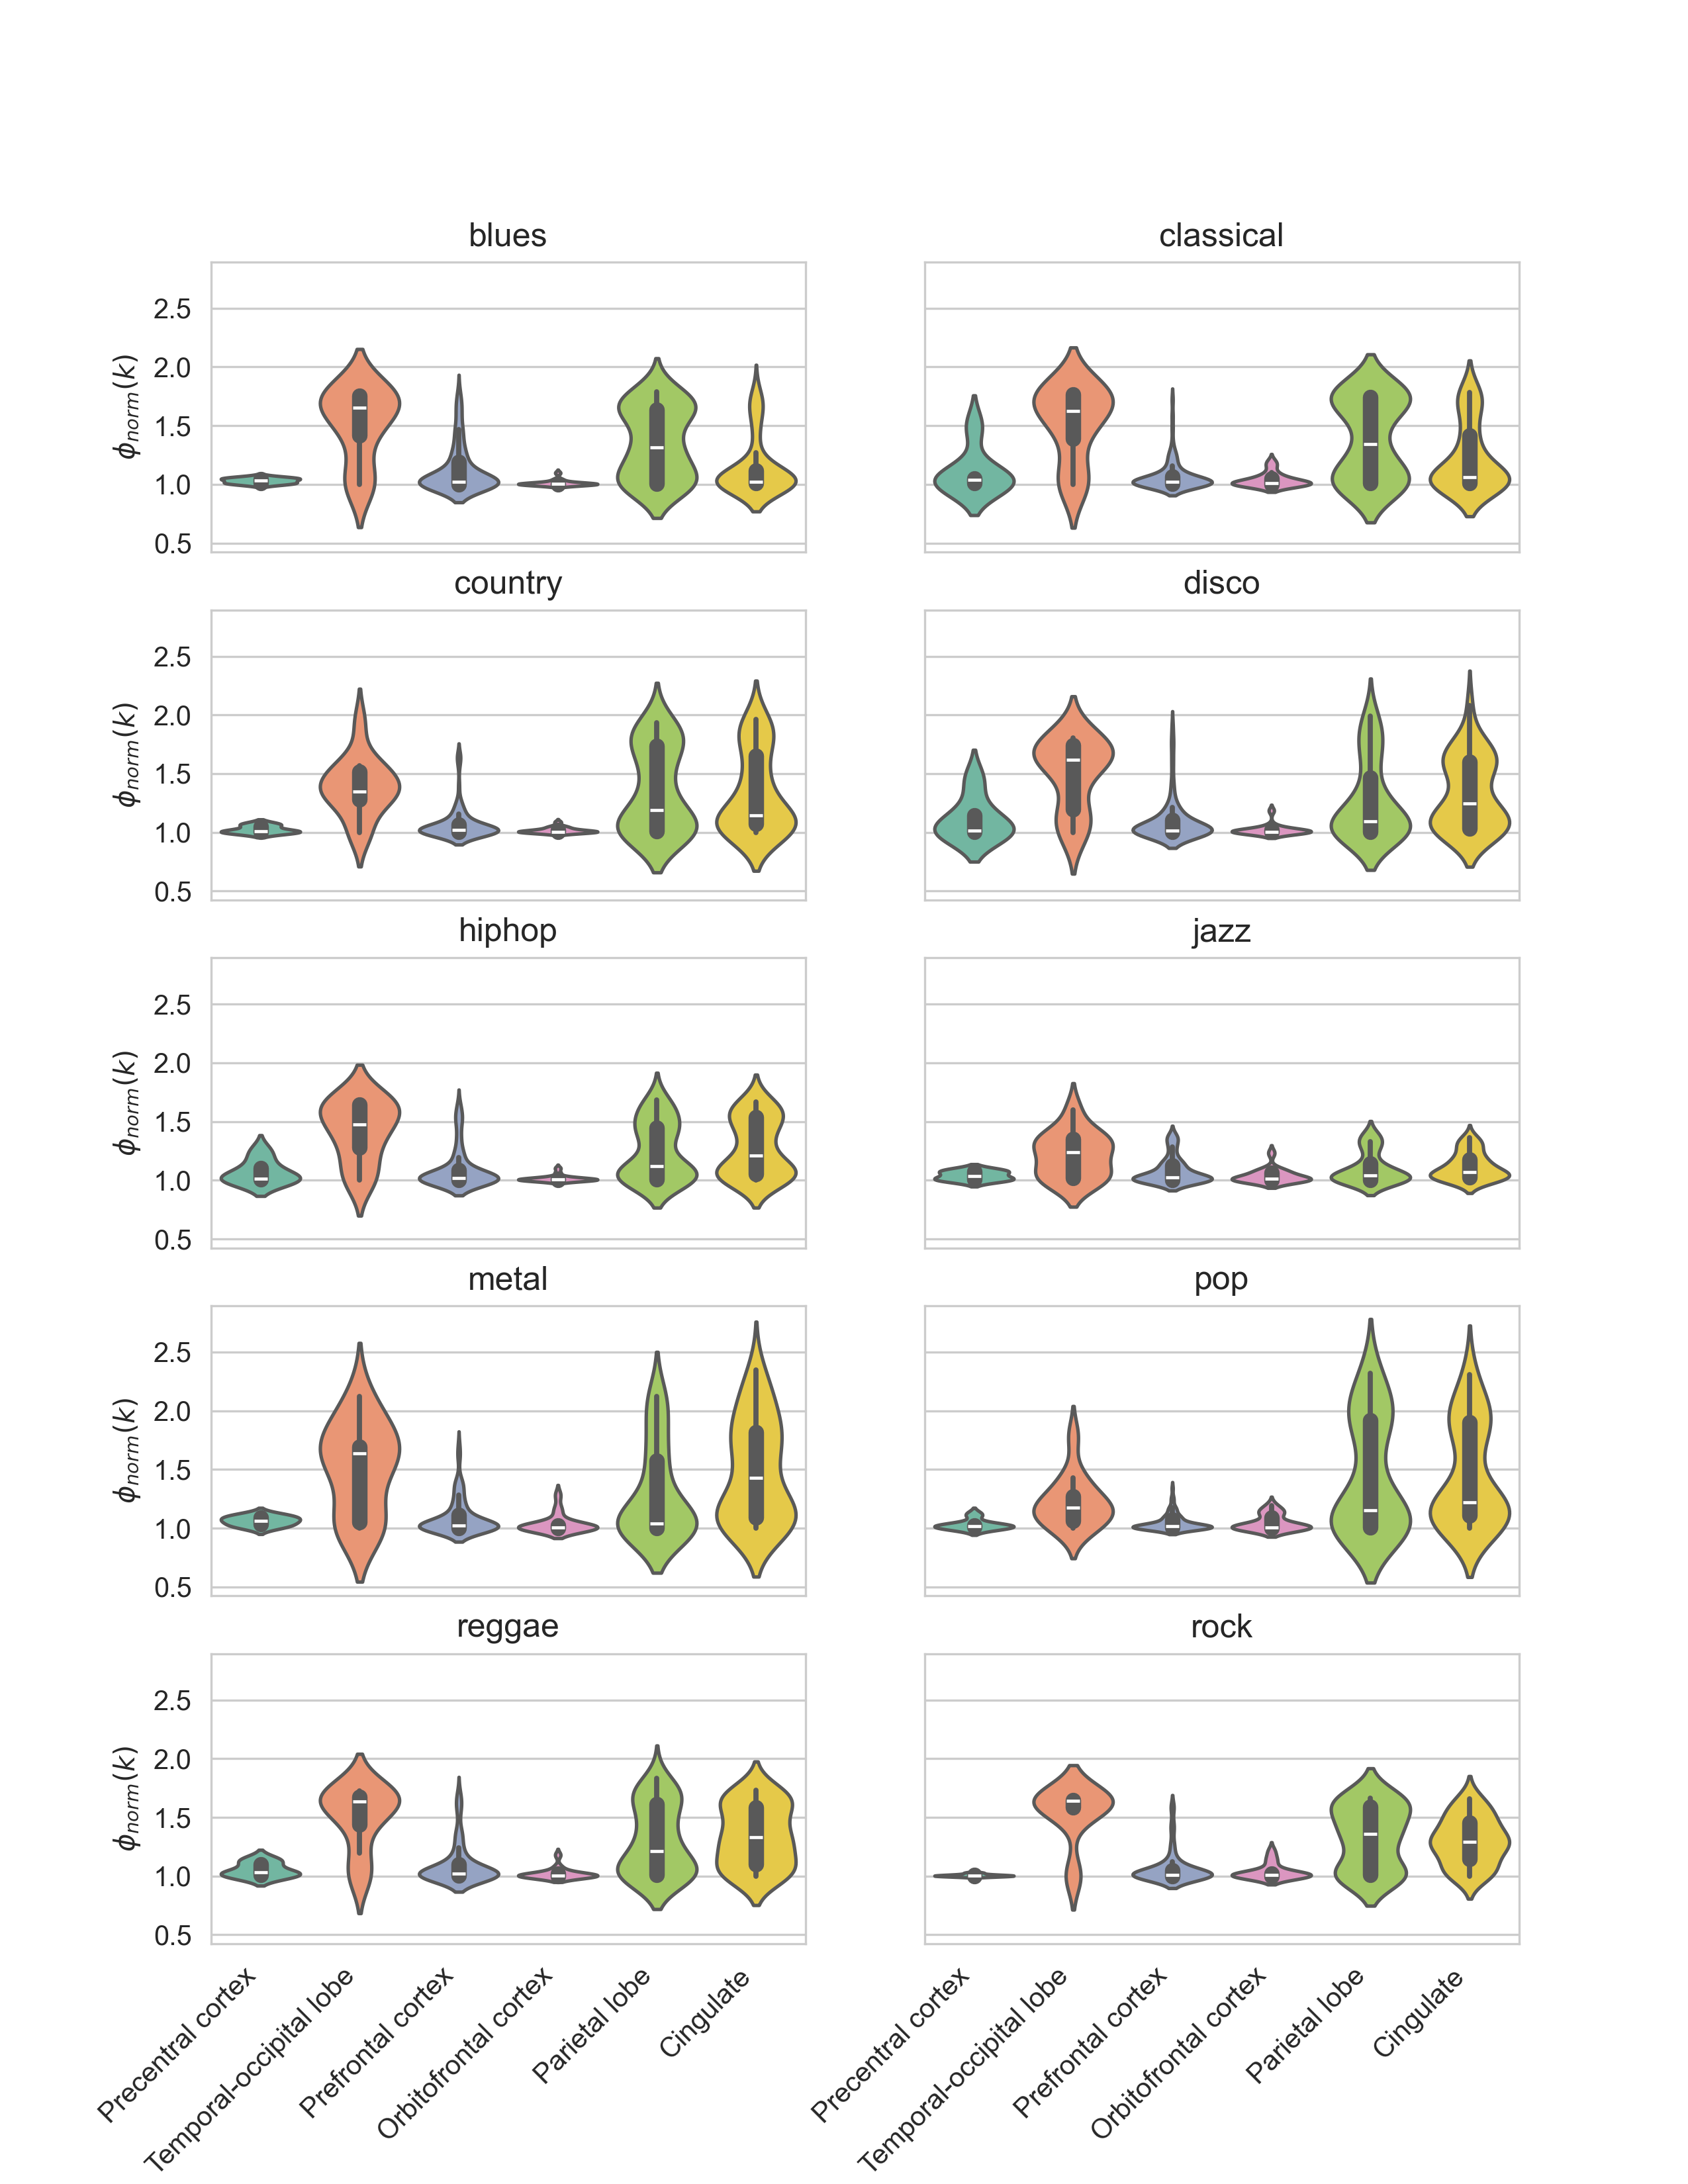 blues
classical
2.5
2.0
1.5
1.0
0.5
ϕnorm(k)
country
disco
2.5
2.0
1.5
1.0
0.5
ϕnorm(k)
hiphop
jazz
2.5
2.0
1.5
1.0
0.5
ϕnorm(k)
metal
pop
2.5
2.0
1.5
1.0
0.5
ϕnorm(k)
reggae
rock
2.5
2.0
1.5
1.0
0.5
ϕnorm(k)
Precentral cortex
Temporal-occipital lobe
Prefrontal cortex
Orbitofrontal cortex
Parietal lobe
Cingulate
Precentral cortex
Temporal-occipital lobe
Prefrontal cortex
Orbitofrontal cortex
Parietal lobe
Cingulate